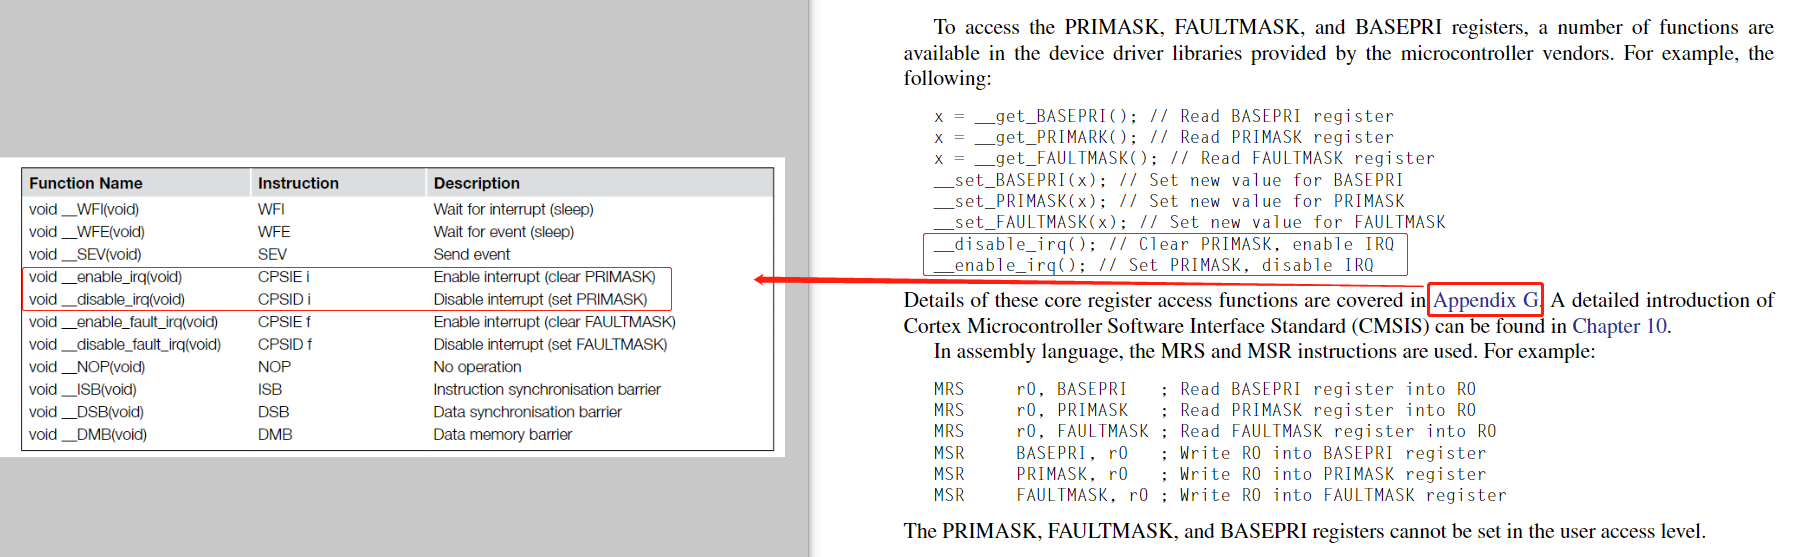 Function Name Instruction Description
void __WFI(void) WFI Wait for interrupt (sleep)
void __WFE(void) WFE Wait for event (sleep)
void __SEV(void) SEV Send event
void __enable_irq(void) CPSIE i Enable interrupt (clear PRIMASK)
void __disable_irq(void) CPSID i Disable interrupt (set PRIMASK)
void __enable_fault_irq(void) CPSIE f Enable interrupt (clear FAULTMASK)
void __disable_fault_irq(void) CPSID f Disable interrupt (set FAULTMASK)
void __NOP(void) NOP No operation
void __ISB(void) ISB Instruction synchronisation barrier
void __DSB(void) DSB Data synchronisation barrier
void __DMB(void) DMB Data memory barrier
To access the PRIMASK, FAULTMASK, and BASEPRI registers, a number of functions are
available in the device driver libraries provided by the microcontroller vendors. For example, the
following:
x = __get_BASEPRI(); // Read BASEPRI register
x = __get_PRIMARK(); // Read PRIMASK register
x = __get_FAULTMASK(); // Read FAULTMASK register
__set_BASEPRI(x); // Set new value for BASEPRI
__set_PRIMASK(x); // Set new value for PRIMASK
__set_FAULTMASK(x); // Set new value for FAULTMASK
__disable_irq(); // Clear PRIMASK, enable IRQ
__enable_irq(); // Set PRIMASK, disable IRQ
Details of these core register access functions are covered in Appendix G. A detailed introduction of
Cortex Microcontroller Software Interface Standard (CMSIS) can be found in Chapter 10.
In assembly language, the MRS and MSR instructions are used. For example:
MRS r0, BASEPRI ; Read BASEPRI register into R0
MRS r0, PRIMASK ; Read PRIMASK register into R0
MRS r0, FAULTMASK ; Read FAULTMASK register into R0
MSR BASEPRI, r0 ; Write R0 into BASEPRI register
MSR PRIMASK, r0 ; Write R0 into PRIMASK register
MSR FAULTMASK, r0 ; Write R0 into FAULTMASK register
The PRIMASK, FAULTMASK, and BASEPRI registers cannot be set in the user access level.